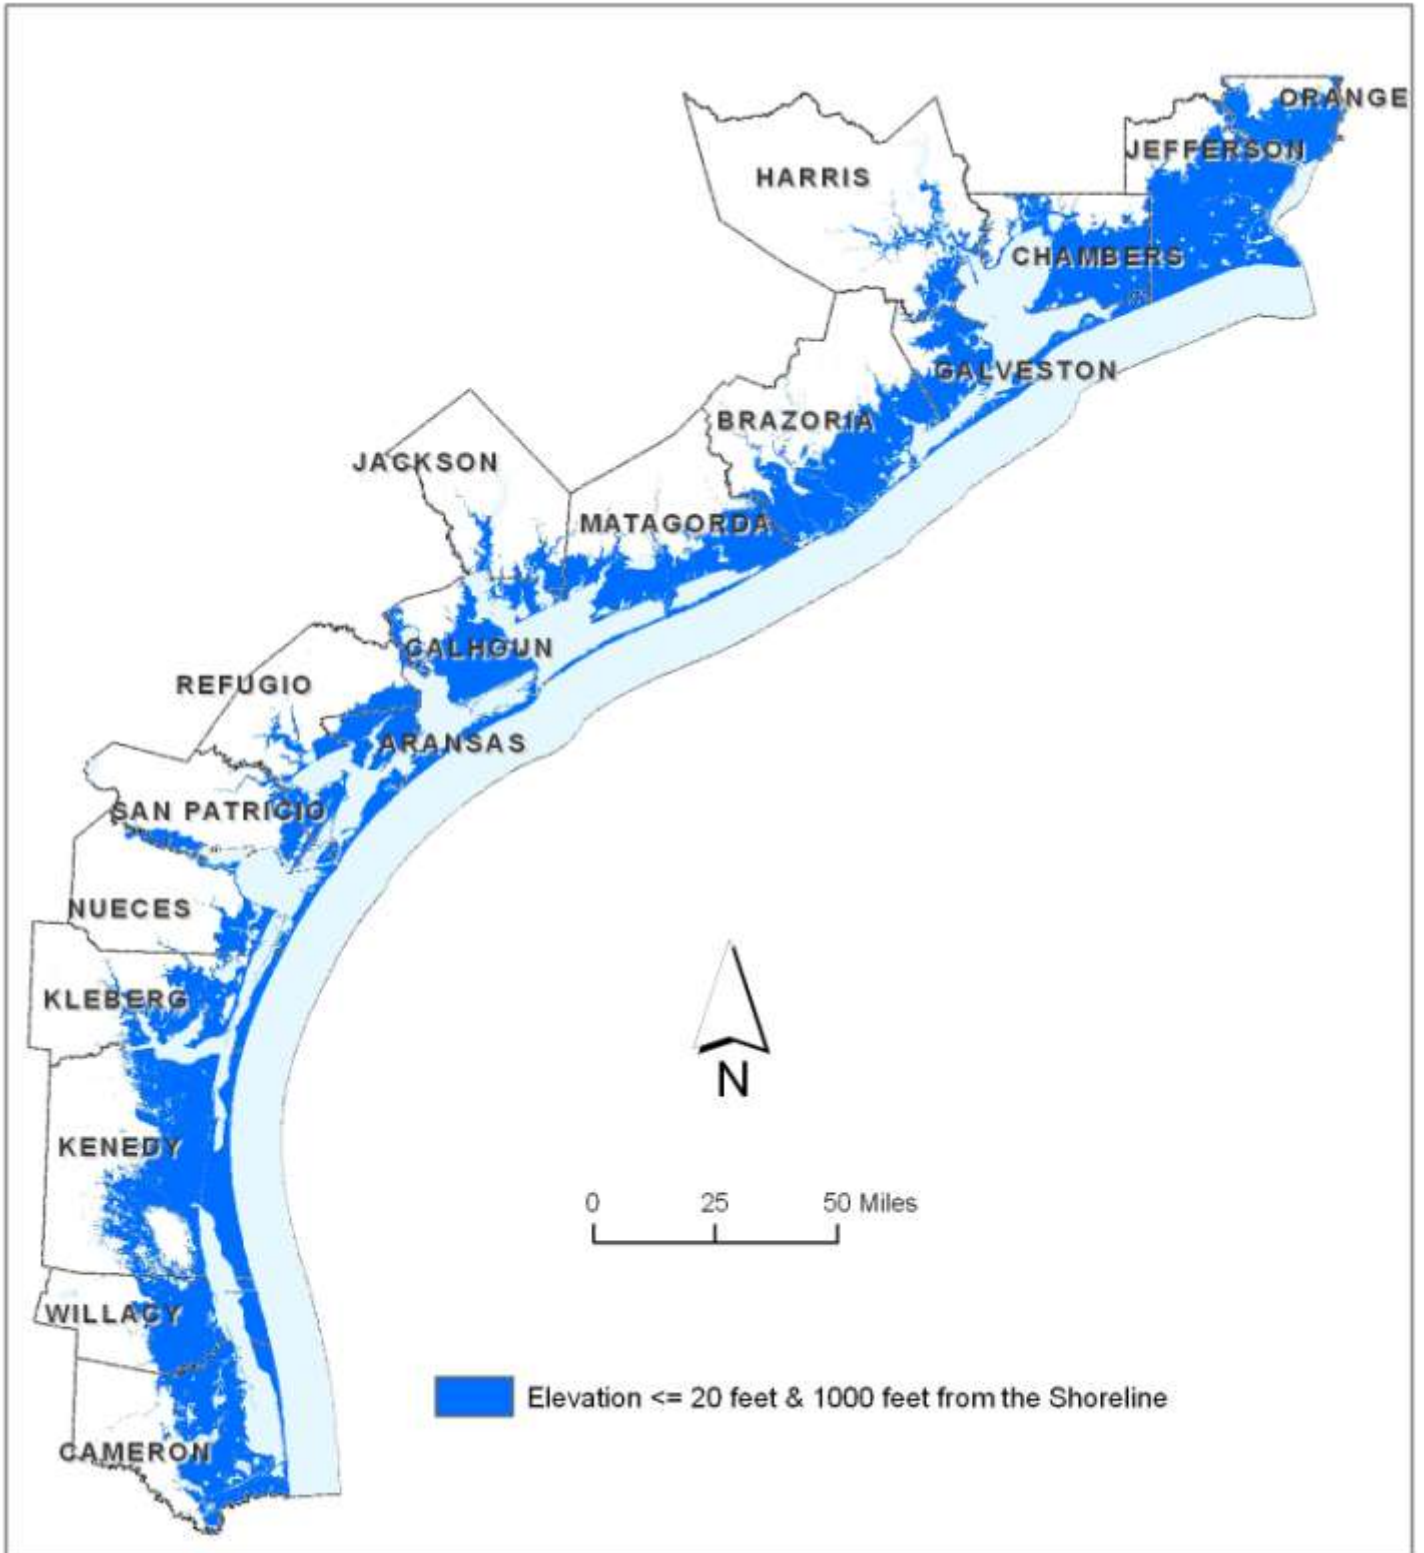 ORANGE
JEFFERSON
HARRIS
CHAMBERS
GALVESTON
BRAZORIA
JACKSON
MATAGORDA
CALHOUN
REFUGIO
ARANSAS
SAN PATRICIO
NUECES
KLEBERG
N
KENEDY
0 25 50 Miles
WILLACY
Elevation <= 20 feet & 1000 feet from the Shoreline
CAMERON